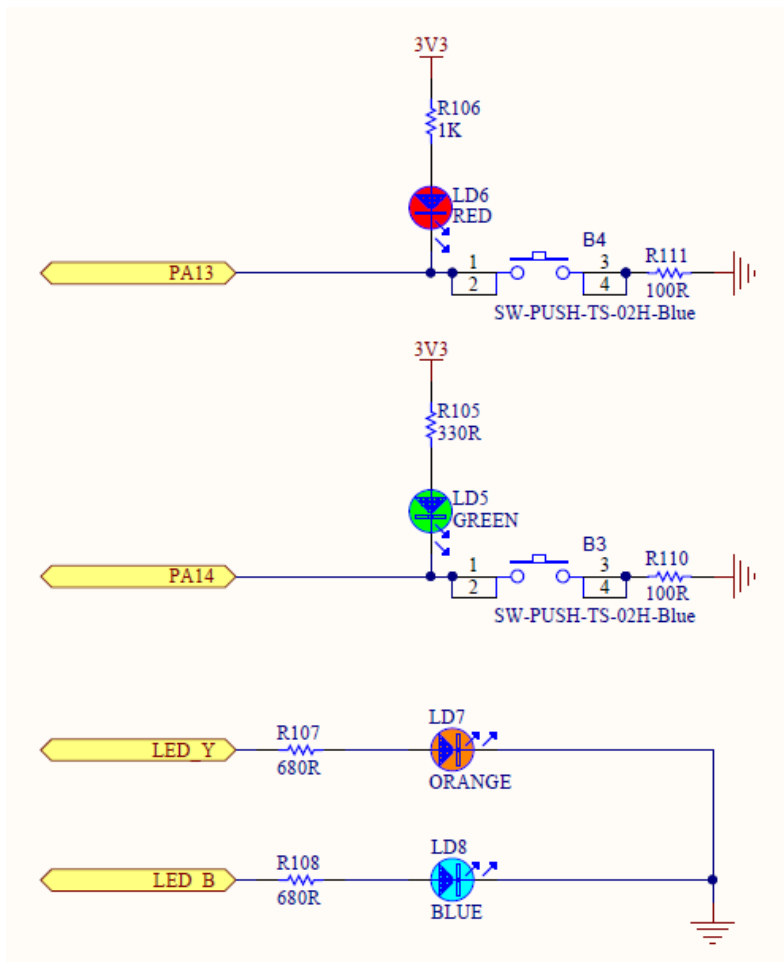 3V3
R106
1K
LD6
RED
PA13
B4
1
2
3
4
R111
100R
SW-PUSH-TS-02H-Blue
3V3
R105
330R
LD5
GREEN
PA14
B3
1
2
3
4
R110
100R
SW-PUSH-TS-02H-Blue
LED_Y
R107
680R
LD7
ORANGE
LED_B
R108
680R
LD8
BLUE